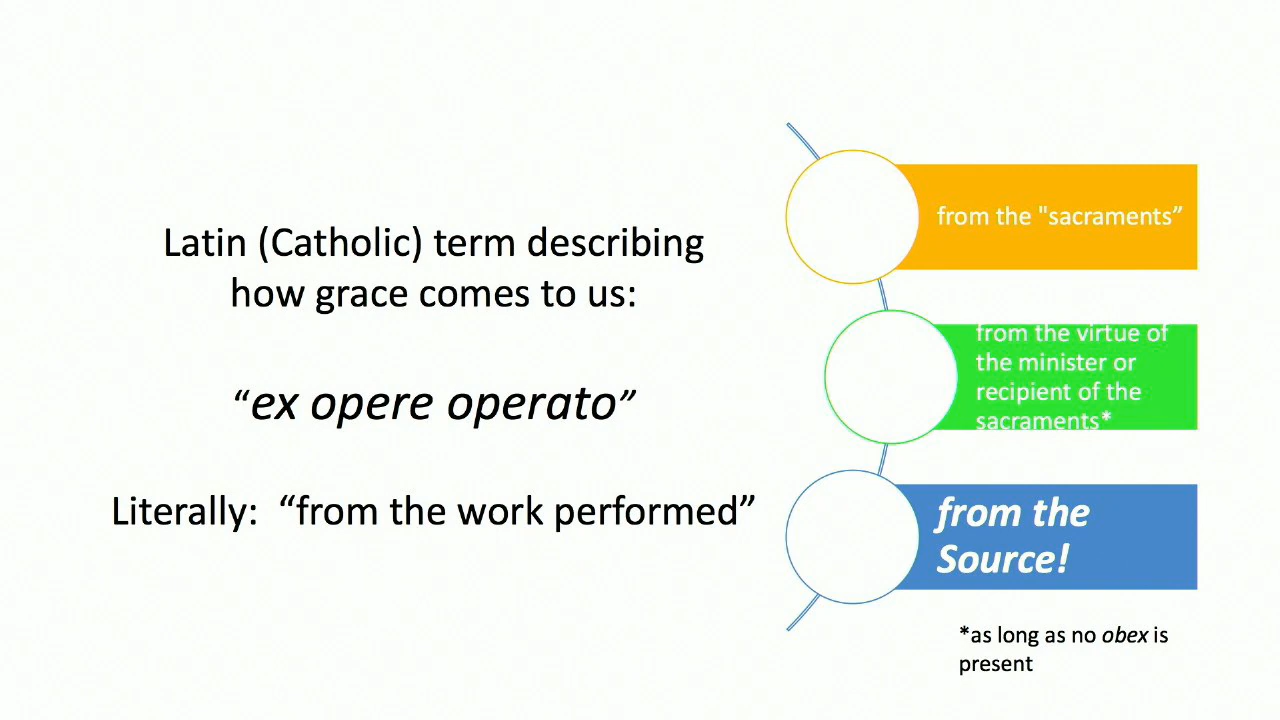 Latin (Catholic) term describing
how grace comes to us:
“ex opere operato”
Literally:  “from the work performed”
from the "sacraments”
from the virtue of
the minister or
recipient of the
sacraments*
from the
Source!
*as long as no obex is
present